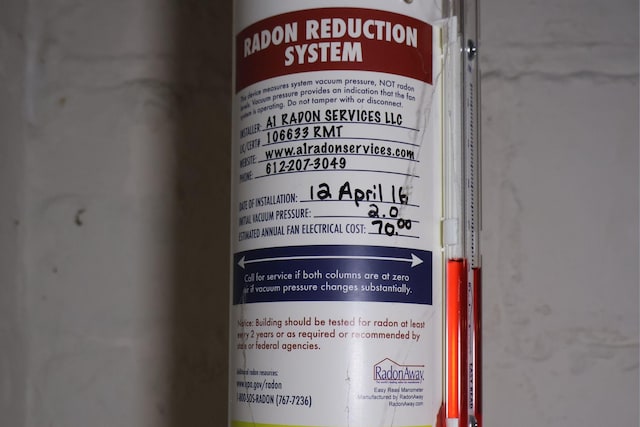 RADON REDUCTION
SYSTEM
This device measures system vacuum pressure, NOT radon
levels. Vacuum pressure provides an indication that the fan
system is operating. Do not tamper with or disconnect.
INSTALLER: A1 RADON SERVICES LLC
LIC/CERT# 106633 RMT
WEBSITE: www.a1radonservices.com
PHONE: 612-207-3049
DATE OF INSTALLATION: 12 April 16
INITIAL VACUUM PRESSURE: 2.0
ESTIMATED ANNUAL FAN ELECTRICAL COST: 70.00
Call for service if both columns are at zero
or if vacuum pressure changes substantially.
Notice: Building should be tested for radon at least
every 2 years or as required or recommended by
state or federal agencies.
Additional radon resources:
www.epa.gov/radon
1-800-SOS-RADON (767-7236)
RadonAway
Easy Read Manometer
Manufactured by RadonAway
RadonAway.com
EASY READ